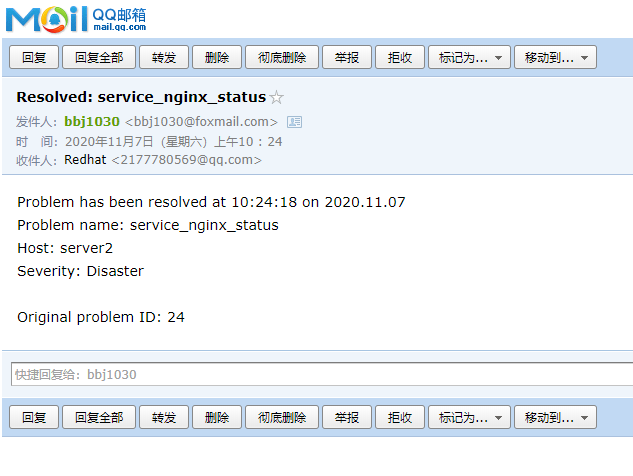 Mail QQ邮箱
mail.qq.com
回复 回复全部 转发 删除 彻底删除 举报 拒收 标记为... 移动到...
Resolved: service_nginx_status
发件人：bbj1030 <bbj1030@foxmail.com>
时　间：2020年11月7日（星期六）上午10：24
收件人：Redhat <2177780569@qq.com>
Problem has been resolved at 10:24:18 on 2020.11.07
Problem name: service_nginx_status
Host: server2
Severity: Disaster
Original problem ID: 24
快捷回复给：bbj1030
回复 回复全部 转发 删除 彻底删除 举报 拒收 标记为... 移动到...